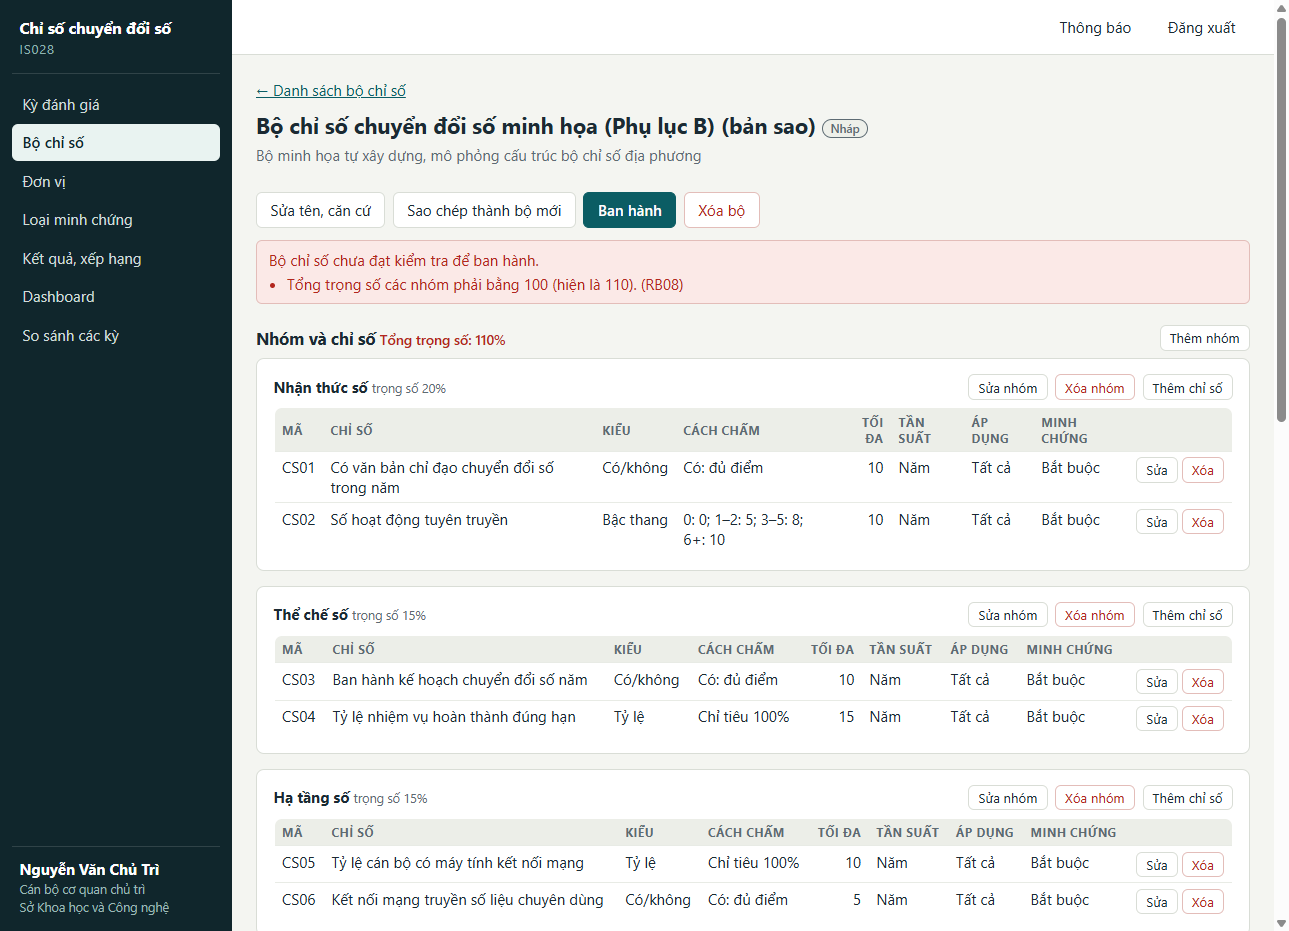 Chỉ số chuyển đổi số
IS028
Kỳ đánh giá
Bộ chỉ số
Đơn vị
Loại minh chứng
Kết quả, xếp hạng
Dashboard
So sánh các kỳ
Nguyễn Văn Chủ Trì
Cán bộ cơ quan chủ trì
Sở Khoa học và Công nghệ
Thông báo Đăng xuất
← Danh sách bộ chỉ số
Bộ chỉ số chuyển đổi số minh họa (Phụ lục B) (bản sao) Nháp
Bộ minh họa tự xây dựng, mô phỏng cấu trúc bộ chỉ số địa phương
Sửa tên, căn cứ Sao chép thành bộ mới Ban hành Xóa bộ
Bộ chỉ số chưa đạt kiểm tra để ban hành.
• Tổng trọng số các nhóm phải bằng 100 (hiện là 110). (RB08)
Nhóm và chỉ số Tổng trọng số: 110% Thêm nhóm
Nhận thức số trọng số 20% Sửa nhóm Xóa nhóm Thêm chỉ số
MÃ CHỈ SỐ KIỂU CÁCH CHẤM TỐI ĐA TẦN SUẤT ÁP DỤNG MINH CHỨNG
CS01 Có văn bản chỉ đạo chuyển đổi số trong năm Có/không Có: đủ điểm 10 Năm Tất cả Bắt buộc Sửa Xóa
CS02 Số hoạt động tuyên truyền Bậc thang 0: 0; 1–2: 5; 3–5: 8; 6+: 10 10 Năm Tất cả Bắt buộc Sửa Xóa
Thể chế số trọng số 15% Sửa nhóm Xóa nhóm Thêm chỉ số
MÃ CHỈ SỐ KIỂU CÁCH CHẤM TỐI ĐA TẦN SUẤT ÁP DỤNG MINH CHỨNG
CS03 Ban hành kế hoạch chuyển đổi số năm Có/không Có: đủ điểm 10 Năm Tất cả Bắt buộc Sửa Xóa
CS04 Tỷ lệ nhiệm vụ hoàn thành đúng hạn Tỷ lệ Chỉ tiêu 100% 15 Năm Tất cả Bắt buộc Sửa Xóa
Hạ tầng số trọng số 15% Sửa nhóm Xóa nhóm Thêm chỉ số
MÃ CHỈ SỐ KIỂU CÁCH CHẤM TỐI ĐA TẦN SUẤT ÁP DỤNG MINH CHỨNG
CS05 Tỷ lệ cán bộ có máy tính kết nối mạng Tỷ lệ Chỉ tiêu 100% 10 Năm Tất cả Bắt buộc Sửa Xóa
CS06 Kết nối mạng truyền số liệu chuyên dùng Có/không Có: đủ điểm 5 Năm Tất cả Bắt buộc Sửa Xóa